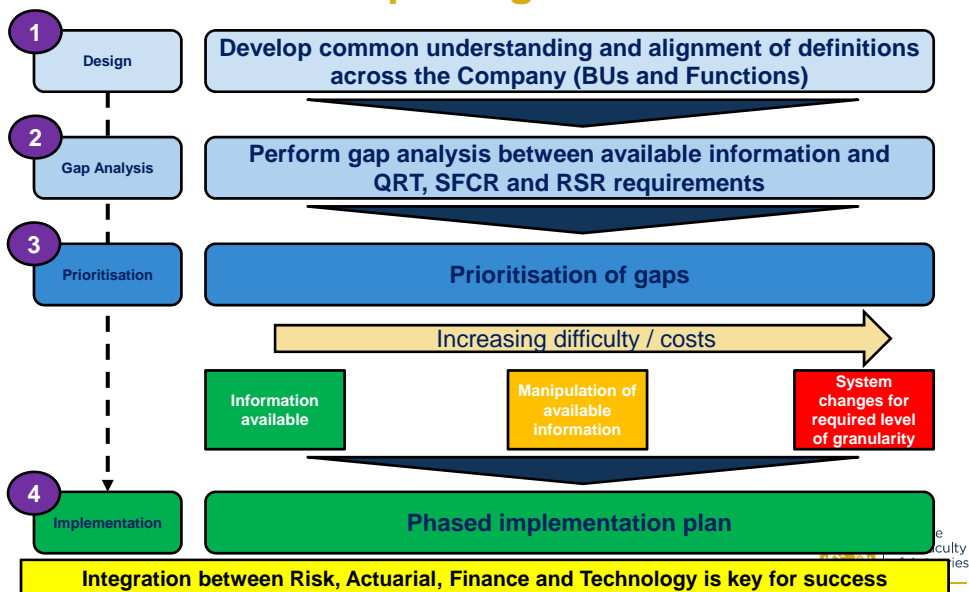 1
Design
Develop common understanding and alignment of definitions
across the Company (BUs and Functions)
2
Gap Analysis
Perform gap analysis between available information and
QRT, SFCR and RSR requirements
3
Prioritisation
Prioritisation of gaps
Increasing difficulty / costs
Information
available
Manipulation of
available
information
System
changes for
required level
of granularity
4
Implementation
Phased implementation plan
Integration between Risk, Actuarial, Finance and Technology is key for success